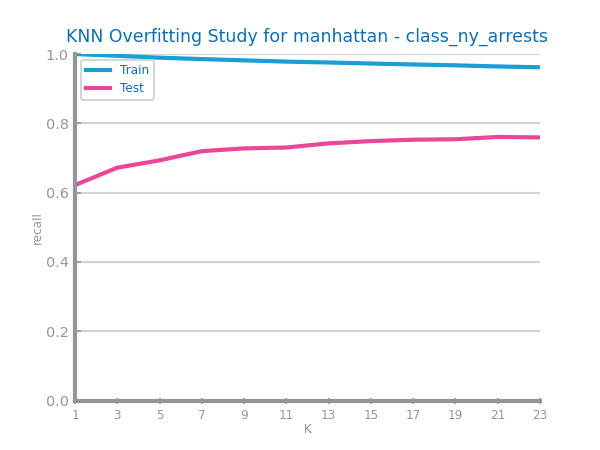 KNN Overfitting Study for manhattan - class_ny_arrests
1.0
Train
Test
0.8
0.6
recall
0.4
0.2
0.0
1 3 5 7 9 11 13 15 17 19 21 23
K